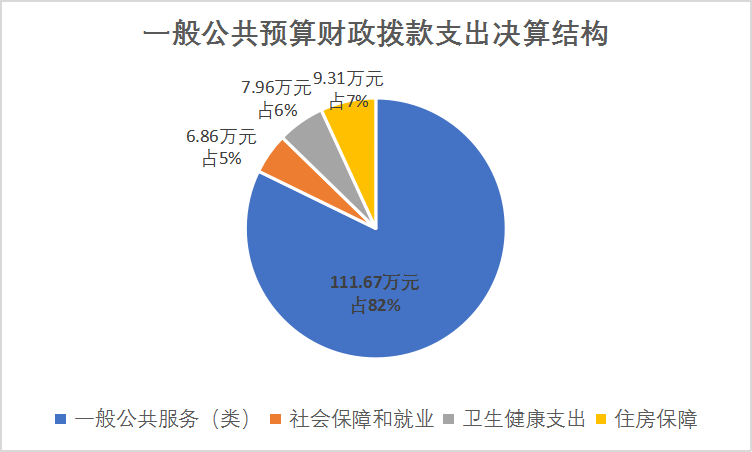 一般公共预算财政拨款支出决算结构
9.31万元
占7%
7.96万元
占6%
6.86万元
占5%
111.67万元
占82%
一般公共服务（类） 社会保障和就业 卫生健康支出 住房保障